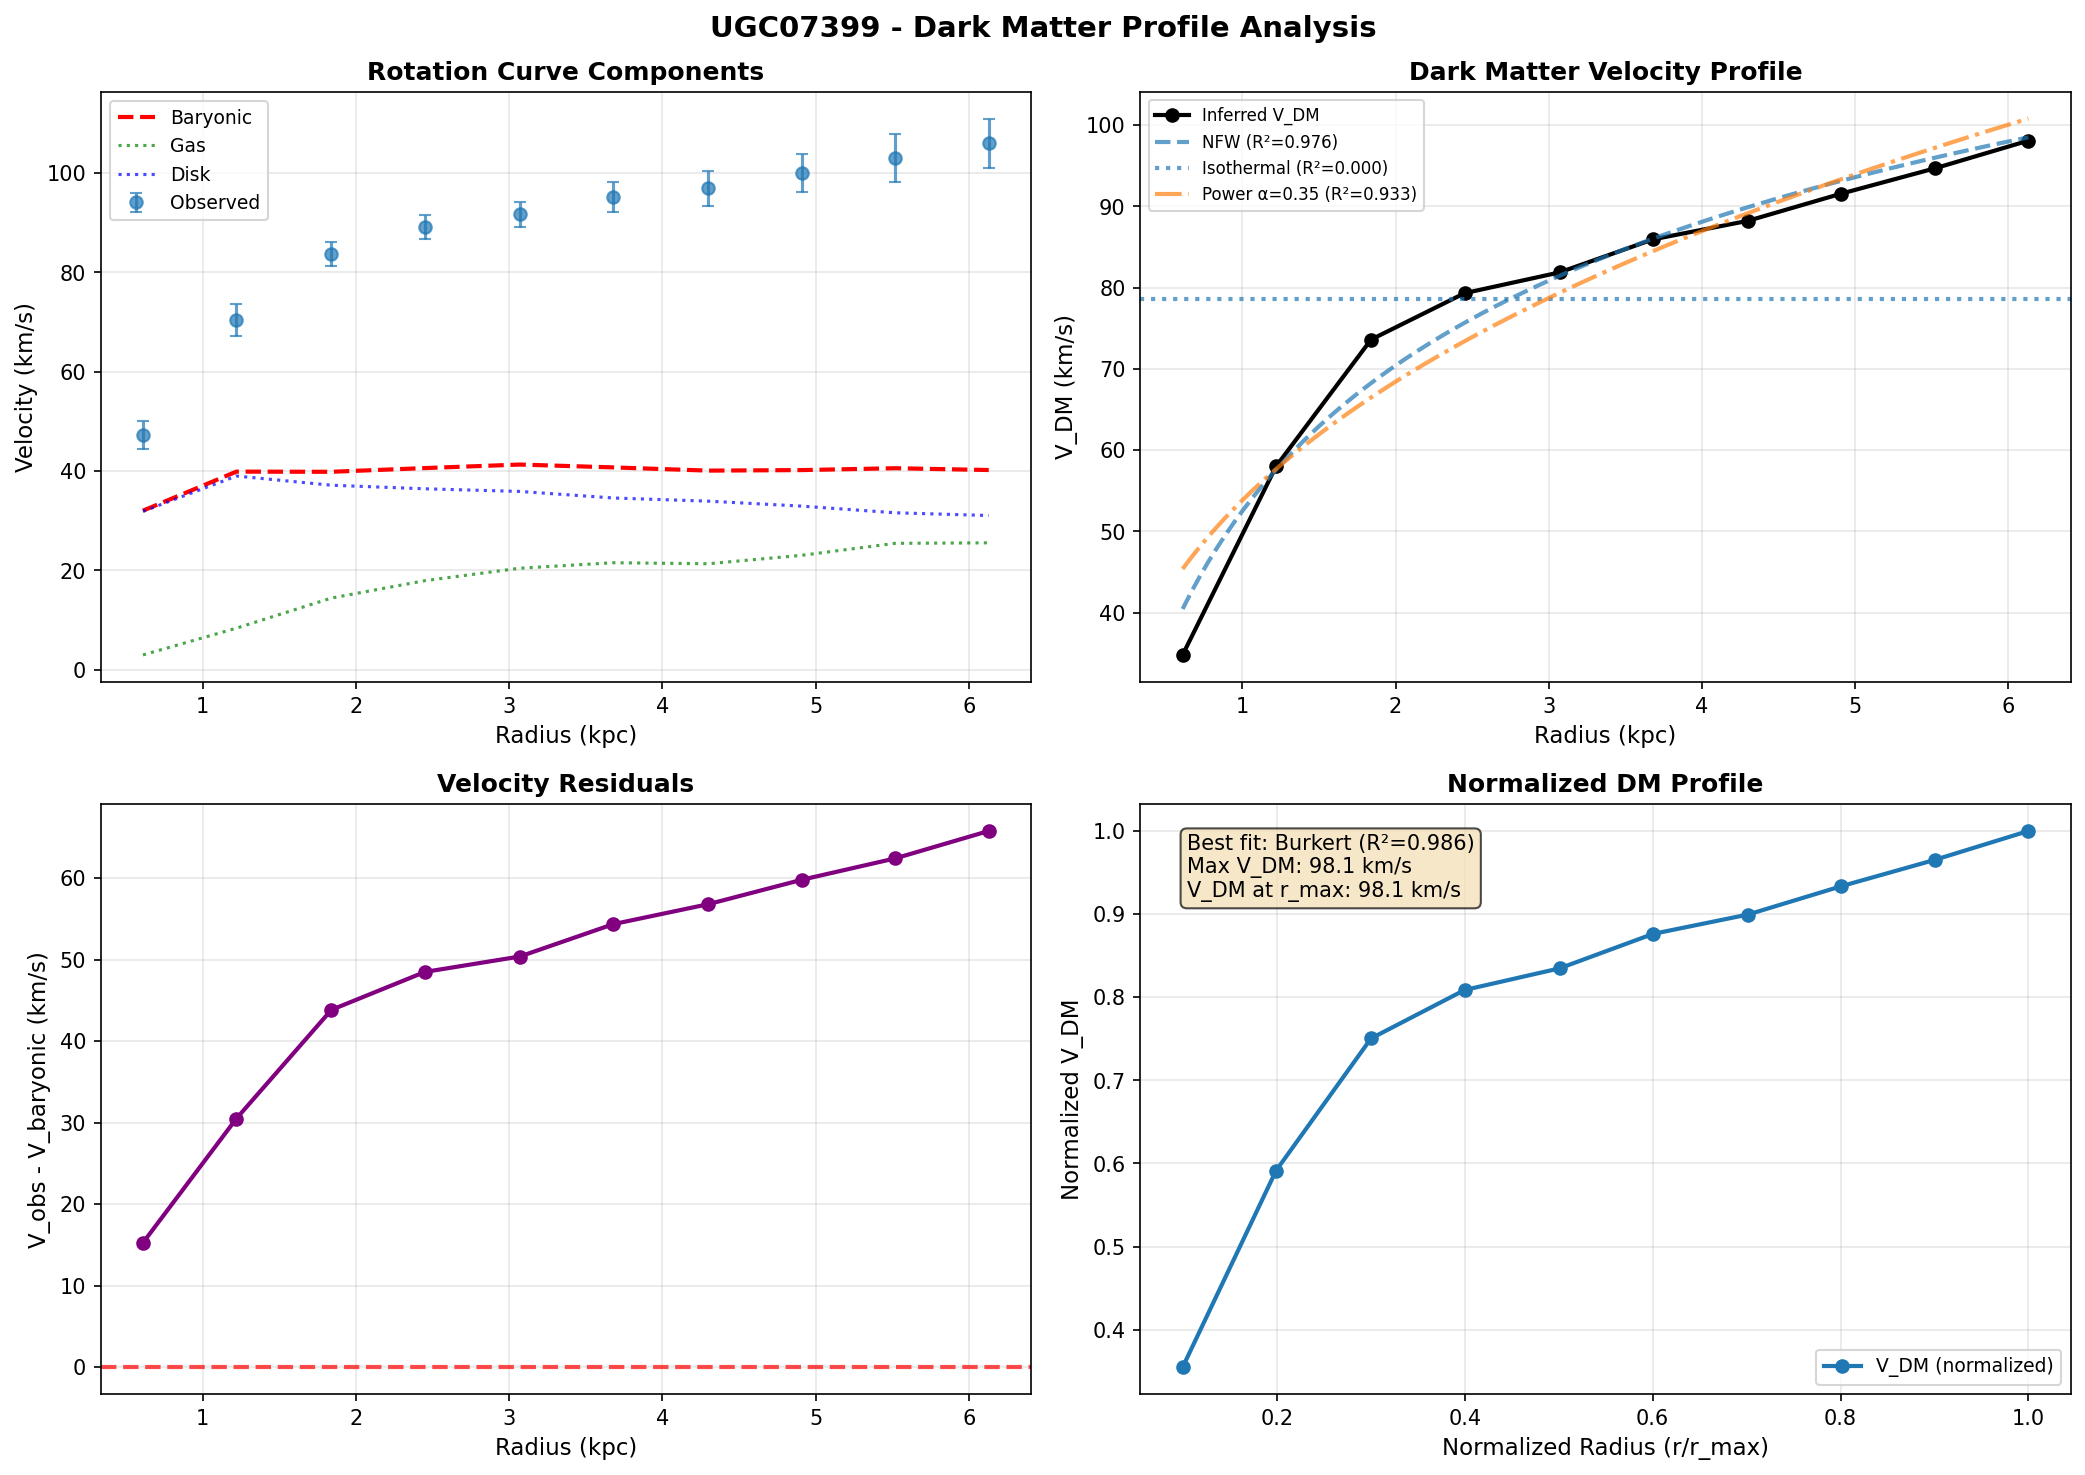 UGC07399 - Dark Matter Profile Analysis
Rotation Curve Components
Baryonic
Gas
Disk
Observed
Velocity (km/s)
100
80
60
40
20
0
1 2 3 4 5 6
Radius (kpc)
Dark Matter Velocity Profile
Inferred V_DM
NFW (R²=0.976)
Isothermal (R²=0.000)
Power α=0.35 (R²=0.933)
V_DM (km/s)
100
90
80
70
60
50
40
1 2 3 4 5 6
Radius (kpc)
Velocity Residuals
V_obs - V_baryonic (km/s)
60
50
40
30
20
10
0
1 2 3 4 5 6
Radius (kpc)
Normalized DM Profile
Best fit: Burkert (R²=0.986)
Max V_DM: 98.1 km/s
V_DM at r_max: 98.1 km/s
Normalized V_DM
1.0
0.9
0.8
0.7
0.6
0.5
0.4
V_DM (normalized)
0.2 0.4 0.6 0.8 1.0
Normalized Radius (r/r_max)